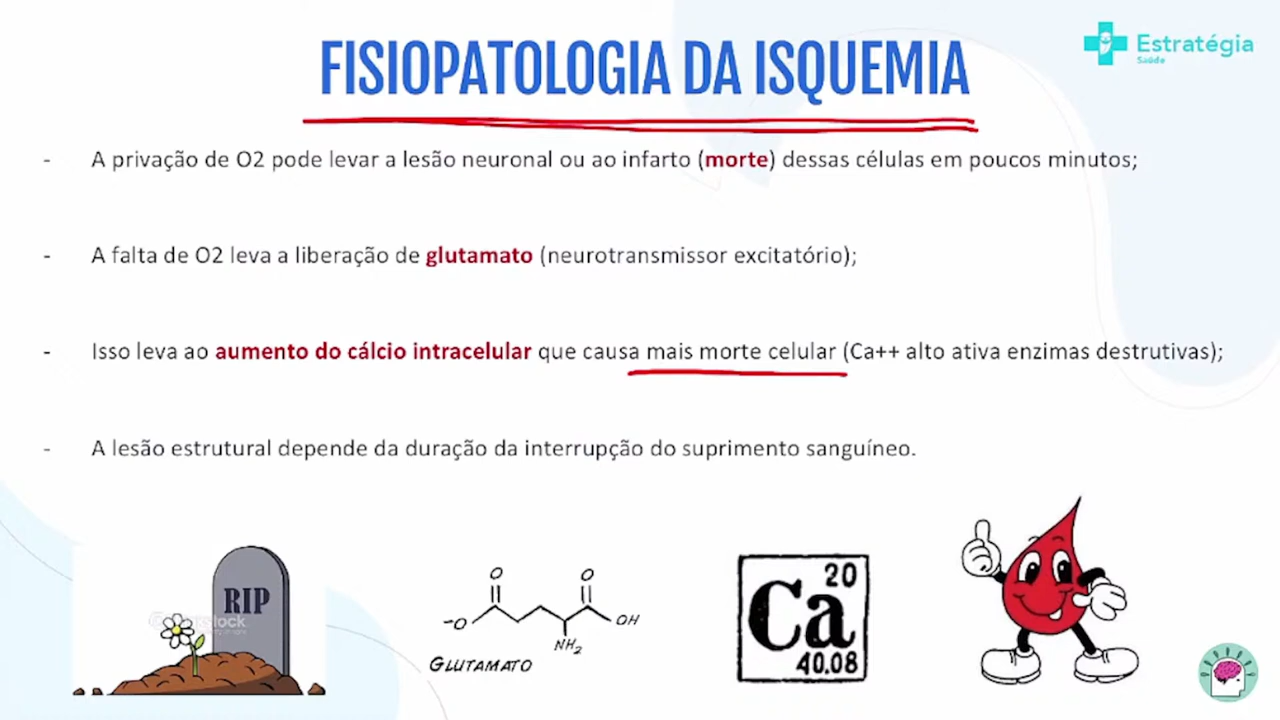 FISIOPATOLOGIA DA ISQUEMIA
Estratégia
Saúde
- A privação de O2 pode levar a lesão neuronal ou ao infarto (morte) dessas células em poucos minutos;
- A falta de O2 leva a liberação de glutamato (neurotransmissor excitatório);
- Isso leva ao aumento do cálcio intracelular que causa mais morte celular (Ca++ alto ativa enzimas destrutivas);
- A lesão estrutural depende da duração da interrupção do suprimento sanguíneo.
RIP
O O
-O OH
NH2
GLUTAMATO
20
Ca
40.08